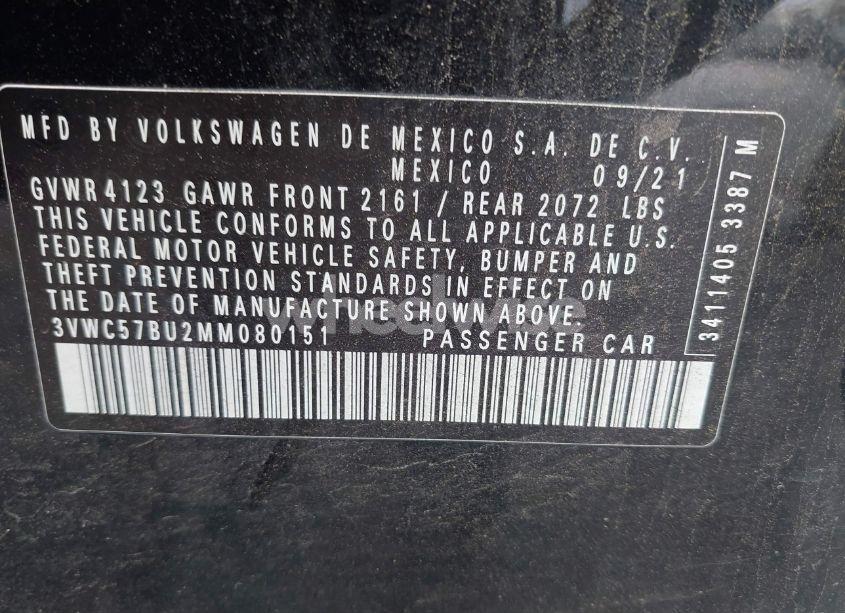 MFD BY VOLKSWAGEN DE MEXICO S.A. DE C.V.
MEXICO 09/21
GVWR 4123 GAWR FRONT 2161 / REAR 2072 LBS
THIS VEHICLE CONFORMS TO ALL APPLICABLE U.S.
FEDERAL MOTOR VEHICLE SAFETY, BUMPER AND
THEFT PREVENTION STANDARDS IN EFFECT ON
THE DATE OF MANUFACTURE SHOWN ABOVE.
3VWC57BU2MM080151 PASSENGER CAR
3411405 3387 M
wheelwise